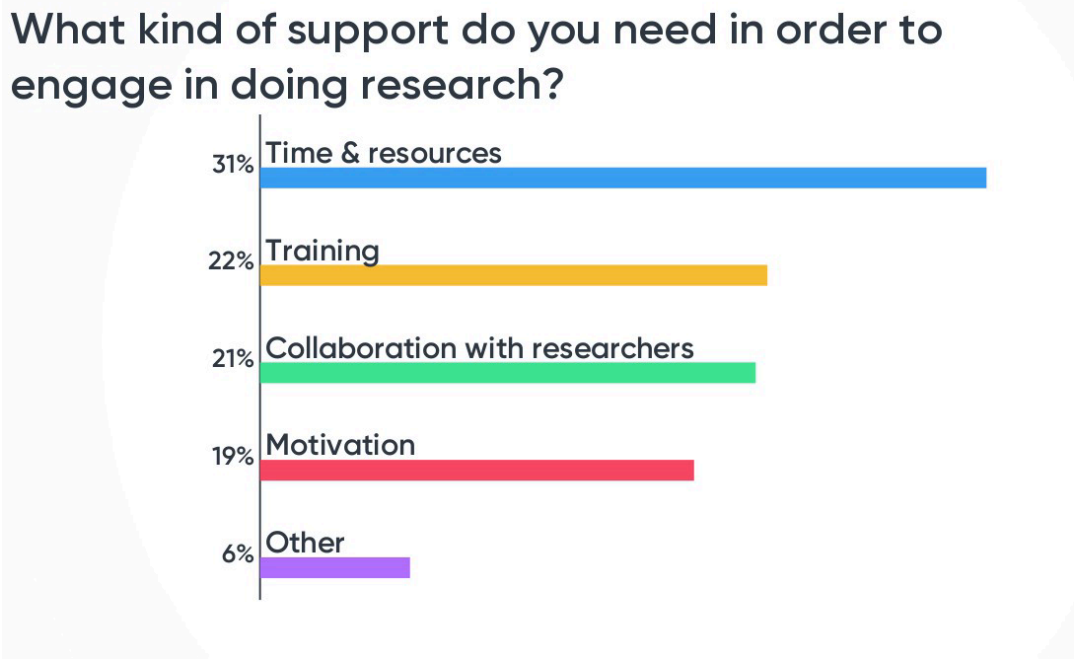 What kind of support do you need in order to
engage in doing research?
31% Time & resources
22% Training
21% Collaboration with researchers
19% Motivation
6% Other